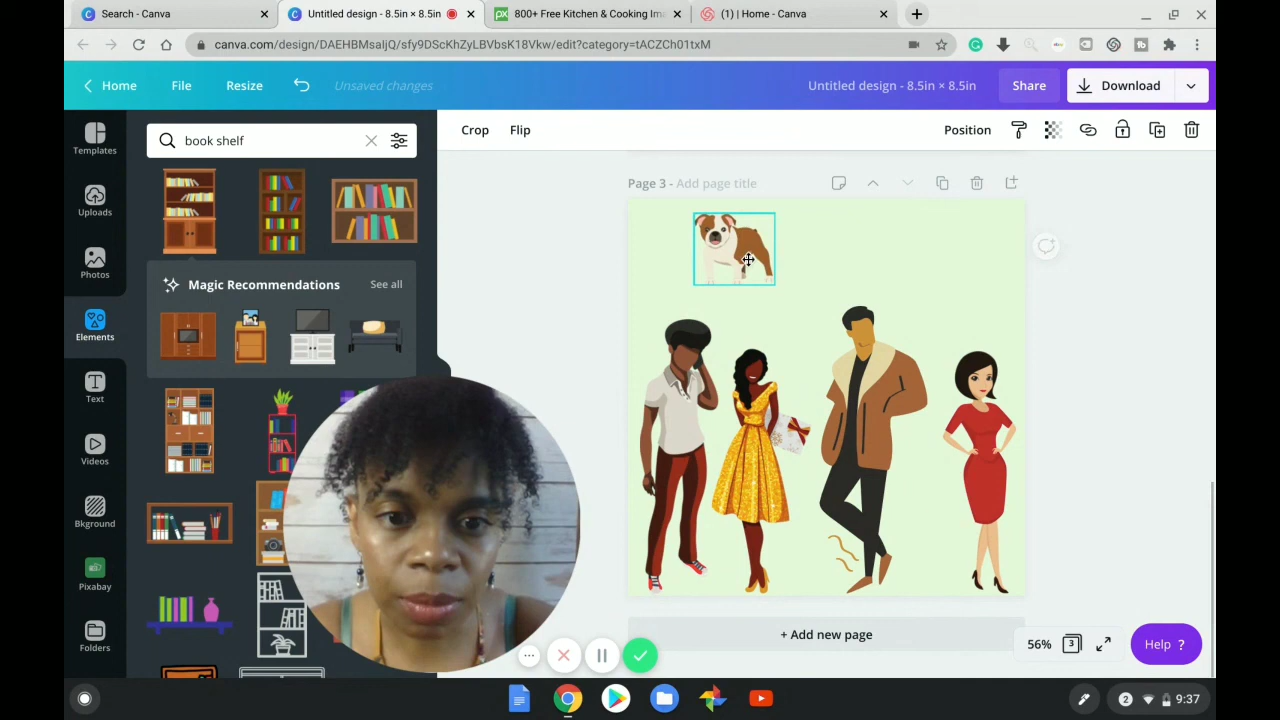 Search - Canva
Untitled design - 8.5in × 8.5in
800+ Free Kitchen & Cooking Im
(1) | Home - Canva
canva.com/design/DAEHBMsaljQ/sfy9DScKhZyLBVbsK18Vkw/edit?category=tACZCh01txM
Home
File
Resize
Unsaved changes
Untitled design - 8.5in × 8.5in
Share
Download
Templates
Uploads
Photos
Elements
Text
Videos
Bkground
Pixabay
Folders
book shelf
Magic Recommendations
See all
Crop
Flip
Position
Page 3 - Add page title
+ Add new page
56%
3
Help ?
2
9:37